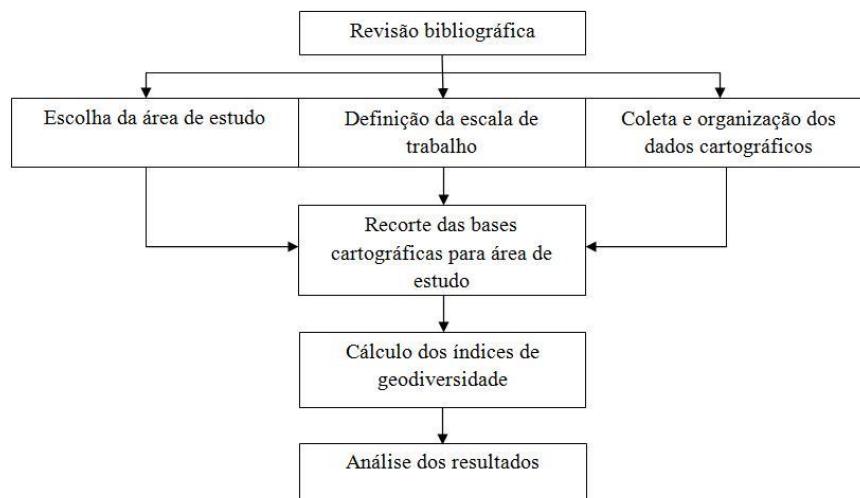 Revisão bibliográfica
Escolha da área de estudo
Definição da escala de
trabalho
Coleta e organização dos
dados cartográficos
Recorte das bases
cartográficas para área de
estudo
Cálculo dos índices de
geodiversidade
Análise dos resultados